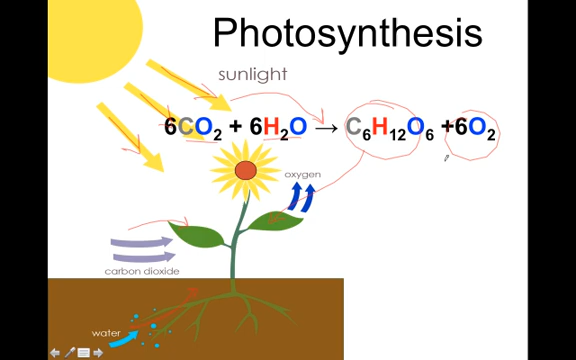 Photosynthesis
sunlight
6CO₂ + 6H₂O → C₆H₁₂O₆ +6O₂
oxygen
carbon dioxide
water